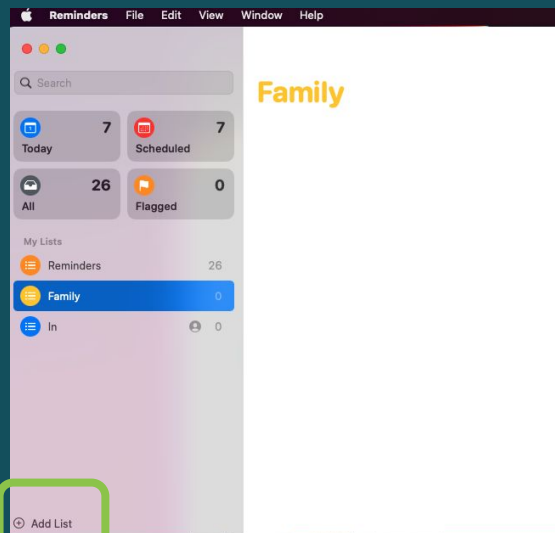 Reminders File Edit View Window Help
Search
Family
7
Today
7
Scheduled
26
All
0
Flagged
My Lists
Reminders 26
Family 0
In 0
Add List